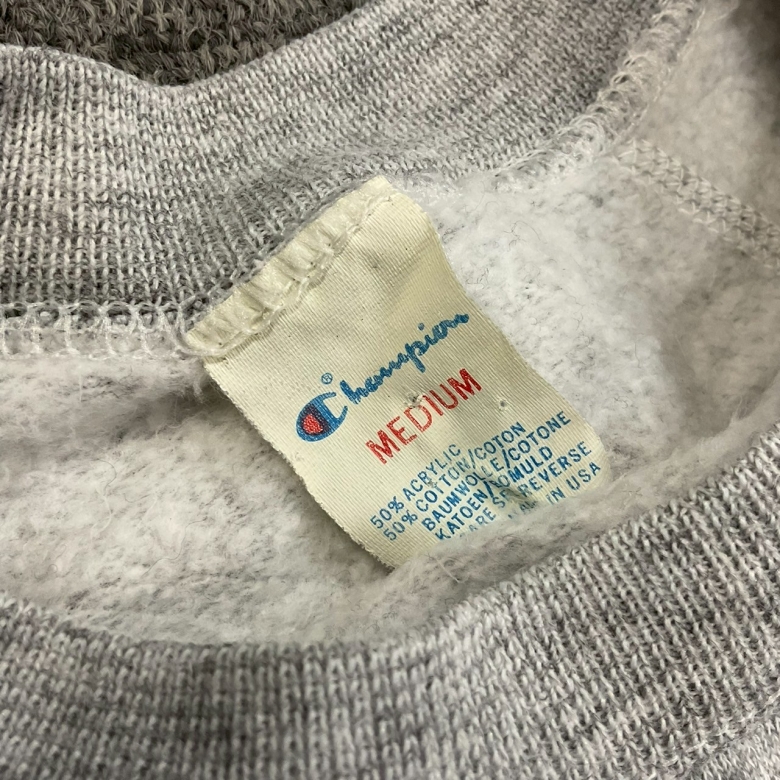 ®Champion
MEDIUM
50% ACRYLIC
50% COTTON/COTON
BAUMWOLLE/COTONE
KATOEN/
REVERSE
IN USA